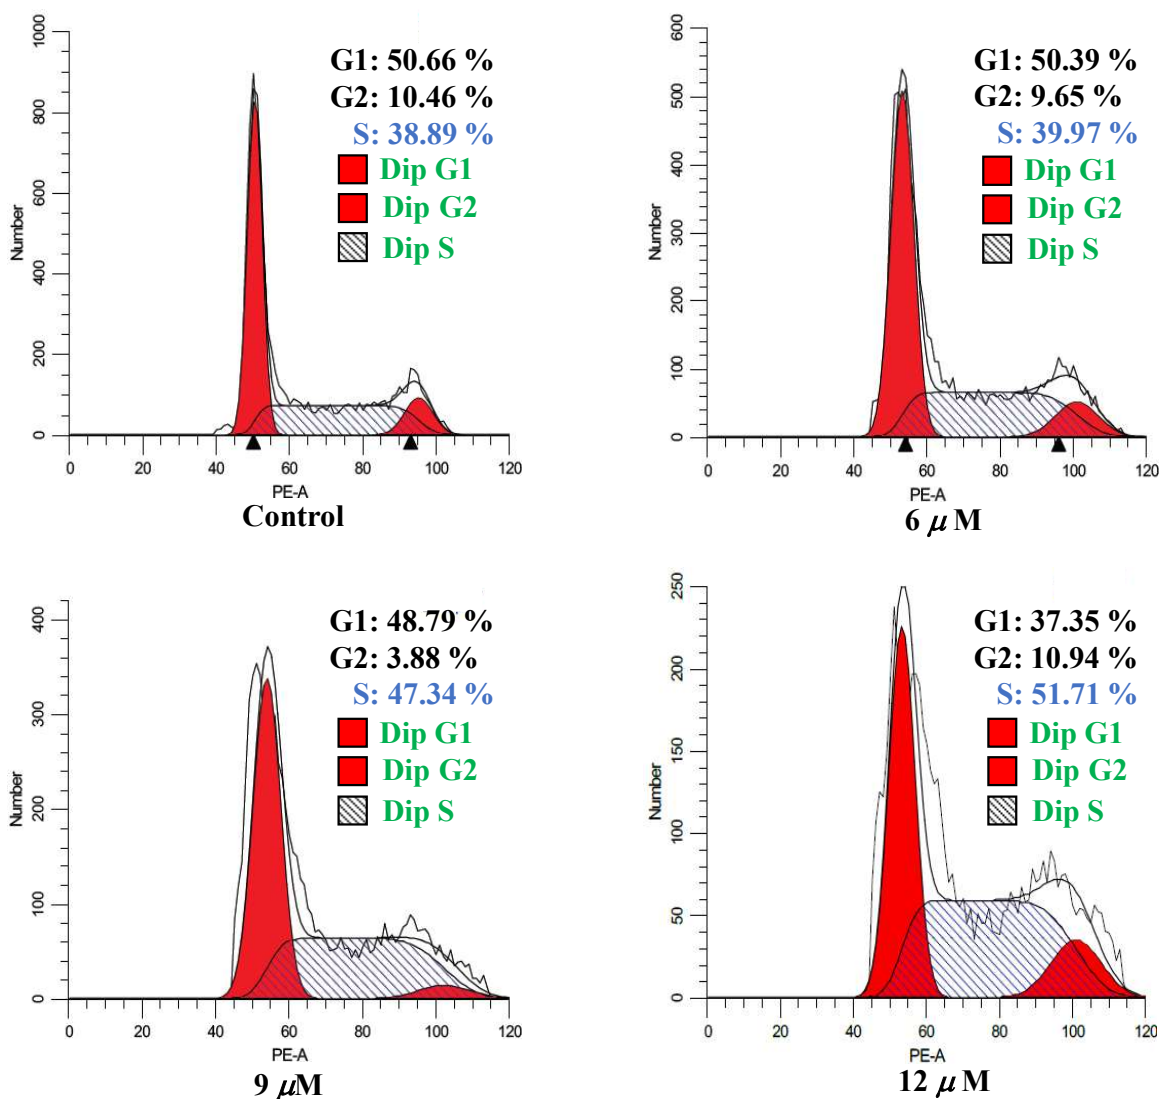 1000
800
600
400
200
0
Number
G1: 50.66 %
G2: 10.46 %
S: 38.89 %
Dip G1
Dip G2
Dip S
0 20 40 60 80 100 120
PE-A
Control
600
500
400
300
200
100
0
Number
G1: 50.39 %
G2: 9.65 %
S: 39.97 %
Dip G1
Dip G2
Dip S
0 20 40 60 80 100 120
PE-A
6 μ M
400
300
200
100
0
Number
G1: 48.79 %
G2: 3.88 %
S: 47.34 %
Dip G1
Dip G2
Dip S
0 20 40 60 80 100 120
PE-A
9 μM
250
200
150
100
50
0
Number
G1: 37.35 %
G2: 10.94 %
S: 51.71 %
Dip G1
Dip G2
Dip S
0 20 40 60 80 100 120
PE-A
12 μ M